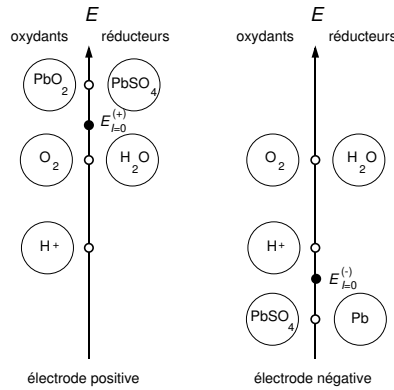 E
oxydants réducteurs
PbO2 PbSO4
E I=0 (+)
O2 H2O
H+
électrode positive
E
oxydants réducteurs
O2 H2O
H+
E I=0 (-)
PbSO4 Pb
électrode négative